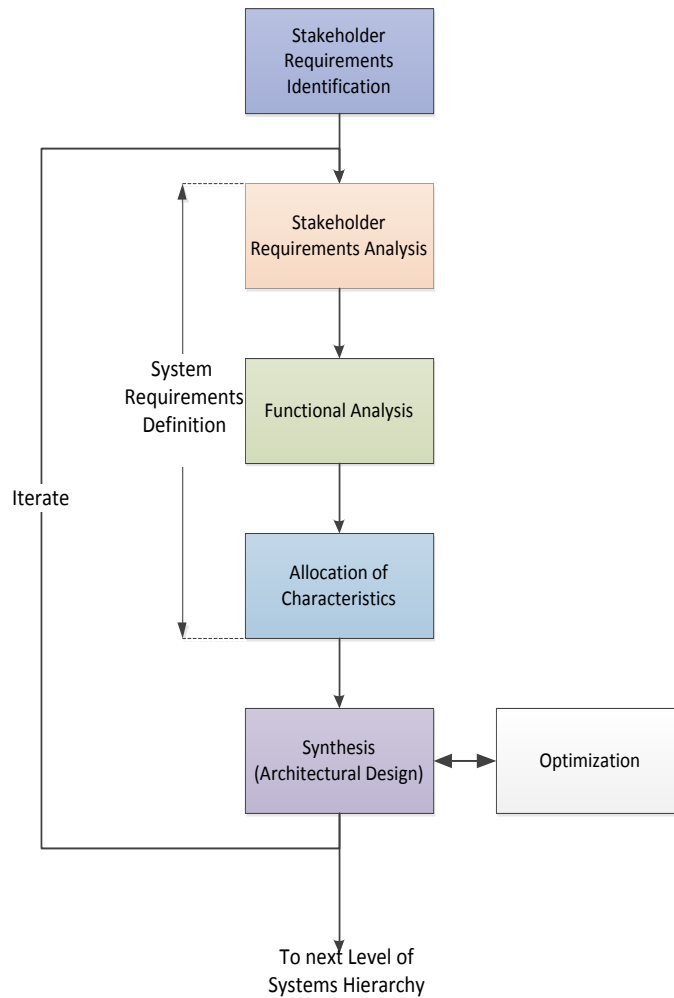 Stakeholder
Requirements
Identification
Stakeholder
Requirements Analysis
System
Requirements
Definition
Functional Analysis
Iterate
Allocation of
Characteristics
Synthesis
(Architectural Design)
Optimization
To next Level of
Systems Hierarchy